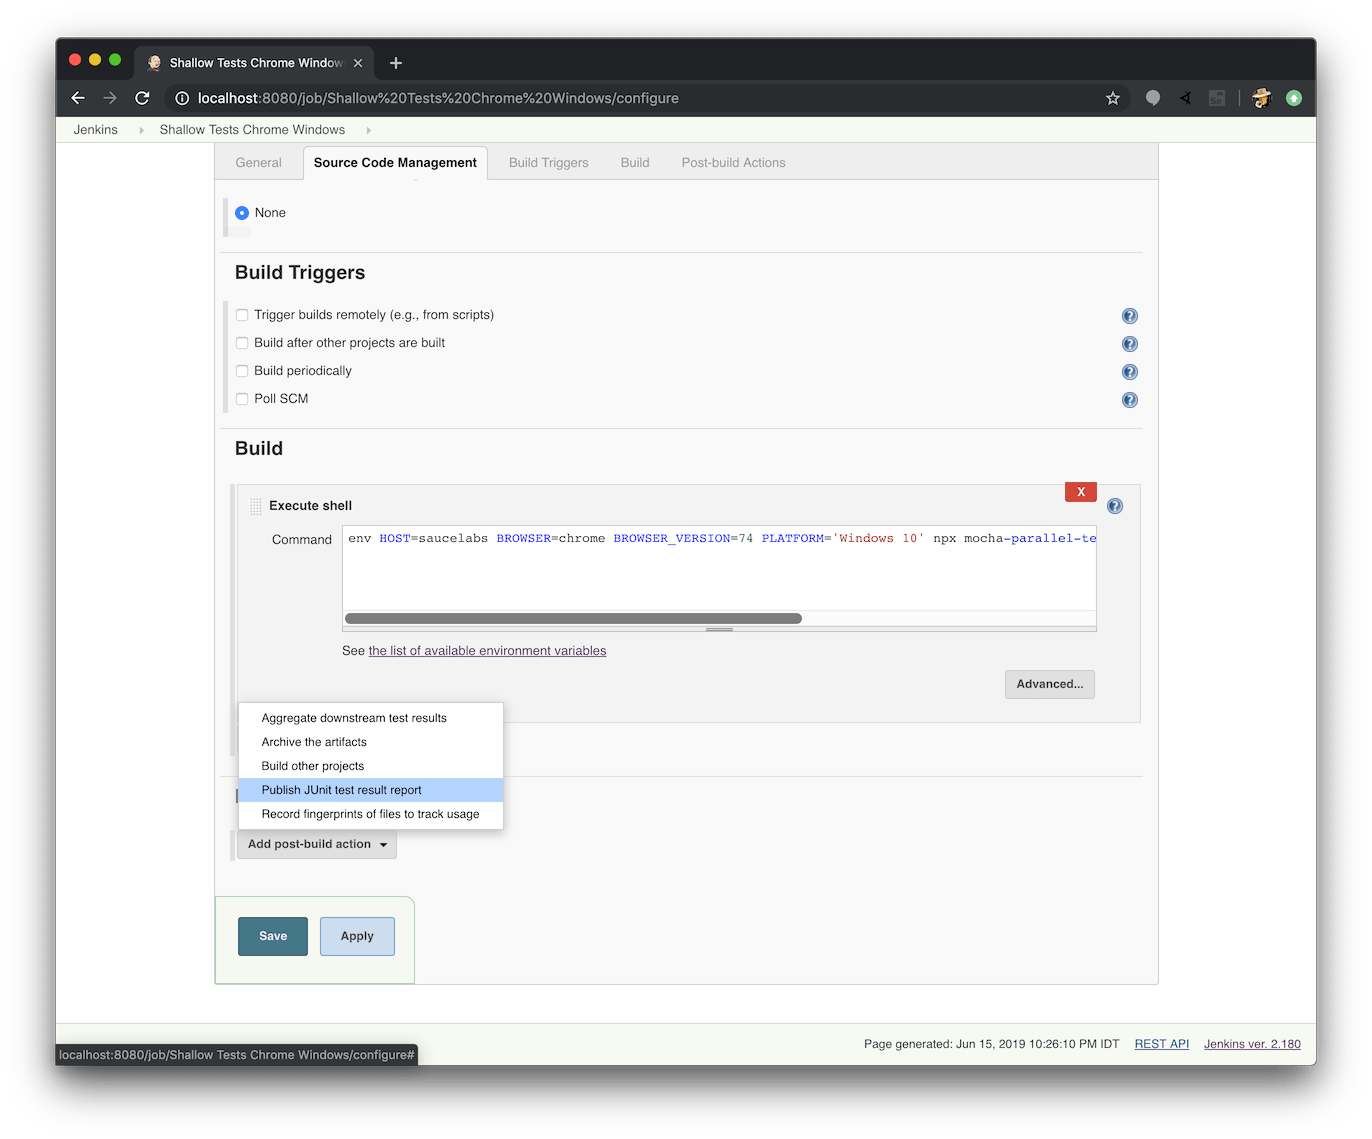 Shallow Tests Chrome Window
localhost:8080/job/Shallow%20Tests%20Chrome%20Windows/configure
Jenkins Shallow Tests Chrome Windows
General Source Code Management Build Triggers Build Post-build Actions
None
Build Triggers
Trigger builds remotely (e.g., from scripts)
Build after other projects are built
Build periodically
Poll SCM
Build
X
Execute shell
Command env HOST=saucelabs BROWSER=chrome BROWSER_VERSION=74 PLATFORM='Windows 10' npx mocha-parallel-te
See the list of available environment variables
Advanced...
Aggregate downstream test results
Archive the artifacts
Build other projects
Publish JUnit test result report
Record fingerprints of files to track usage
Add post-build action
Save Apply
Page generated: Jun 15, 2019 10:26:10 PM IDT REST API Jenkins ver. 2.180
localhost:8080/job/Shallow Tests Chrome Windows/configure#